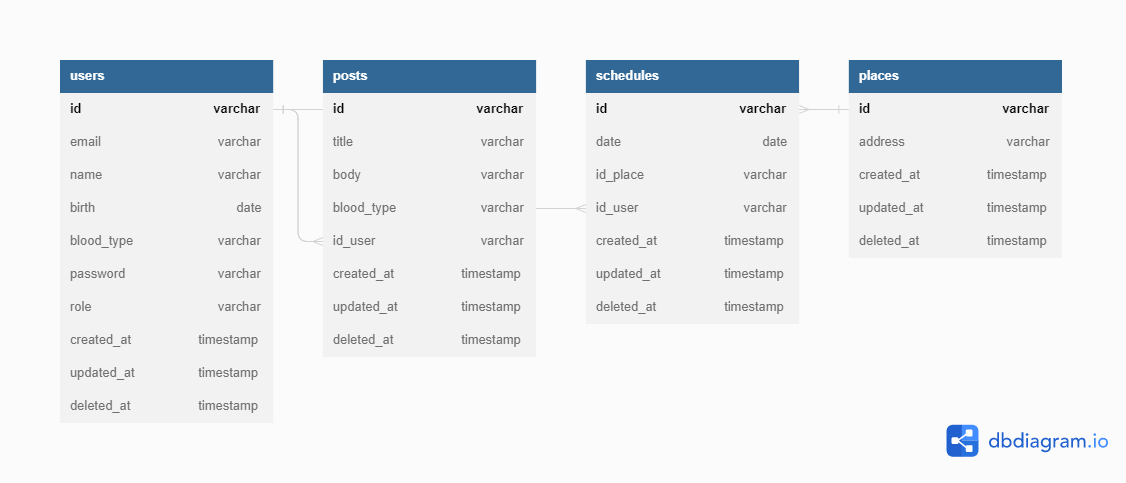 users
id varchar
email varchar
name varchar
birth date
blood_type varchar
password varchar
role varchar
created_at timestamp
updated_at timestamp
deleted_at timestamp
posts
id varchar
title varchar
body varchar
blood_type varchar
id_user varchar
created_at timestamp
updated_at timestamp
deleted_at timestamp
schedules
id varchar
date date
id_place varchar
id_user varchar
created_at timestamp
updated_at timestamp
deleted_at timestamp
places
id varchar
address varchar
created_at timestamp
updated_at timestamp
deleted_at timestamp
dbdiagram.io